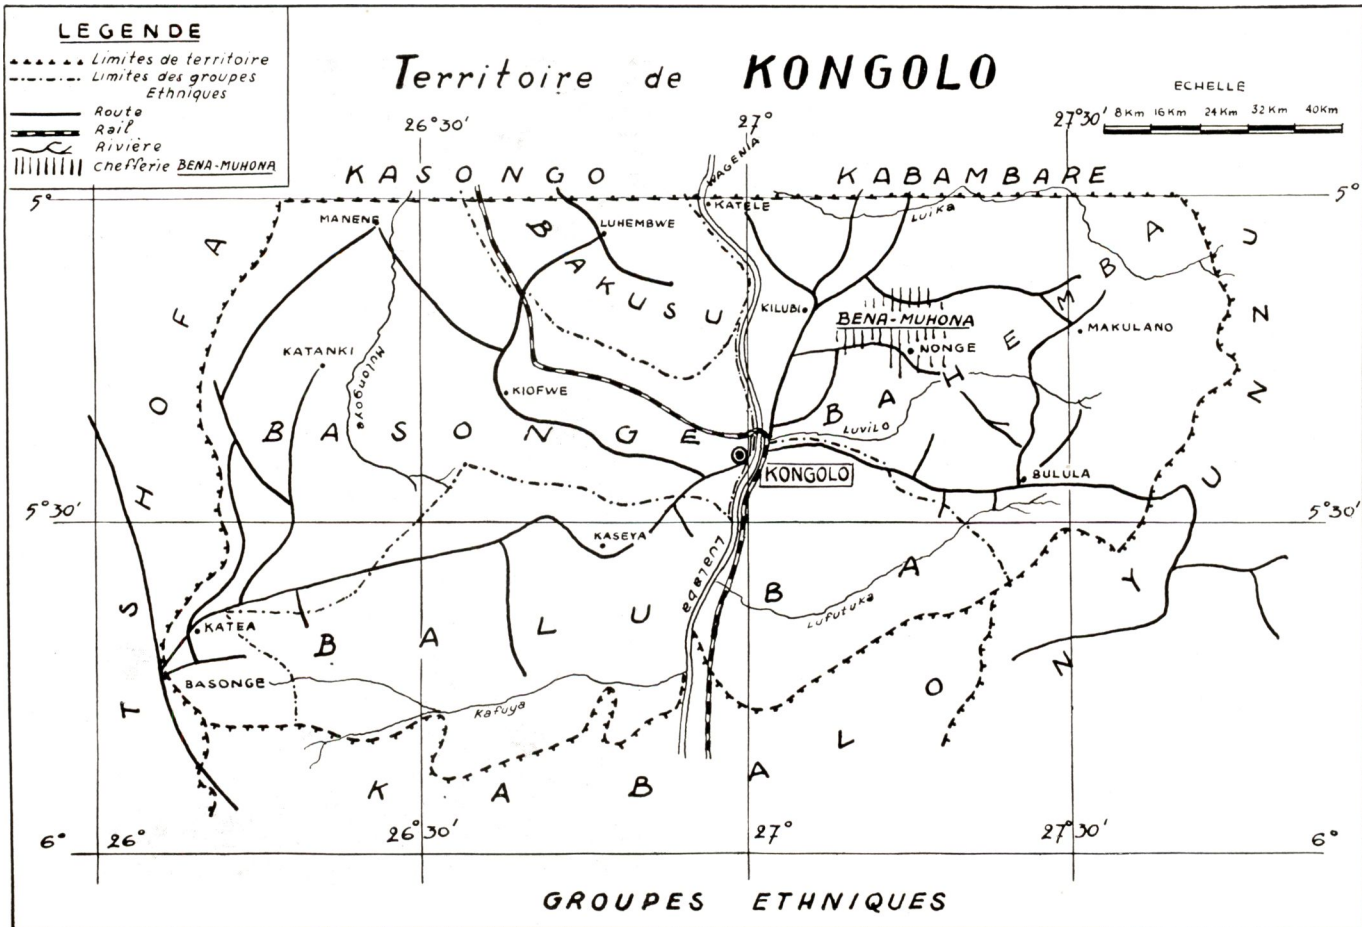 LEGENDE
Limites de territoire
Limites des groupes
Ethniques
Route
Rail
Rivière
Chefferie BENA-MUHONA
Territoire de KONGOLO
ECHELLE
8 Km 16 Km 24 Km 32 Km 40 Km
26°30' 27° 27°30'
KASONGO
WAGENIA
KABAMBARE
5° 5°
MANENE
LUHEMBWE
KATELE
Luika
BAKUSU
KILUBI
BENA-MUHONA
NONGE
MAKULANO
KATANKI
Mulongoye
KIOFWE
BASONGE
BAHEMBA
Luvilo
KONGOLO
BULULA
TSHOFA
5°30' 5°30'
KASEYA
Lualaba
BALUBA
Lufutuka
KATEA
BASONGE
Kafuya
NYUNZU
KABALO
6° 26° 26°30' 27° 27°30' 6°
GROUPES ETHNIQUES